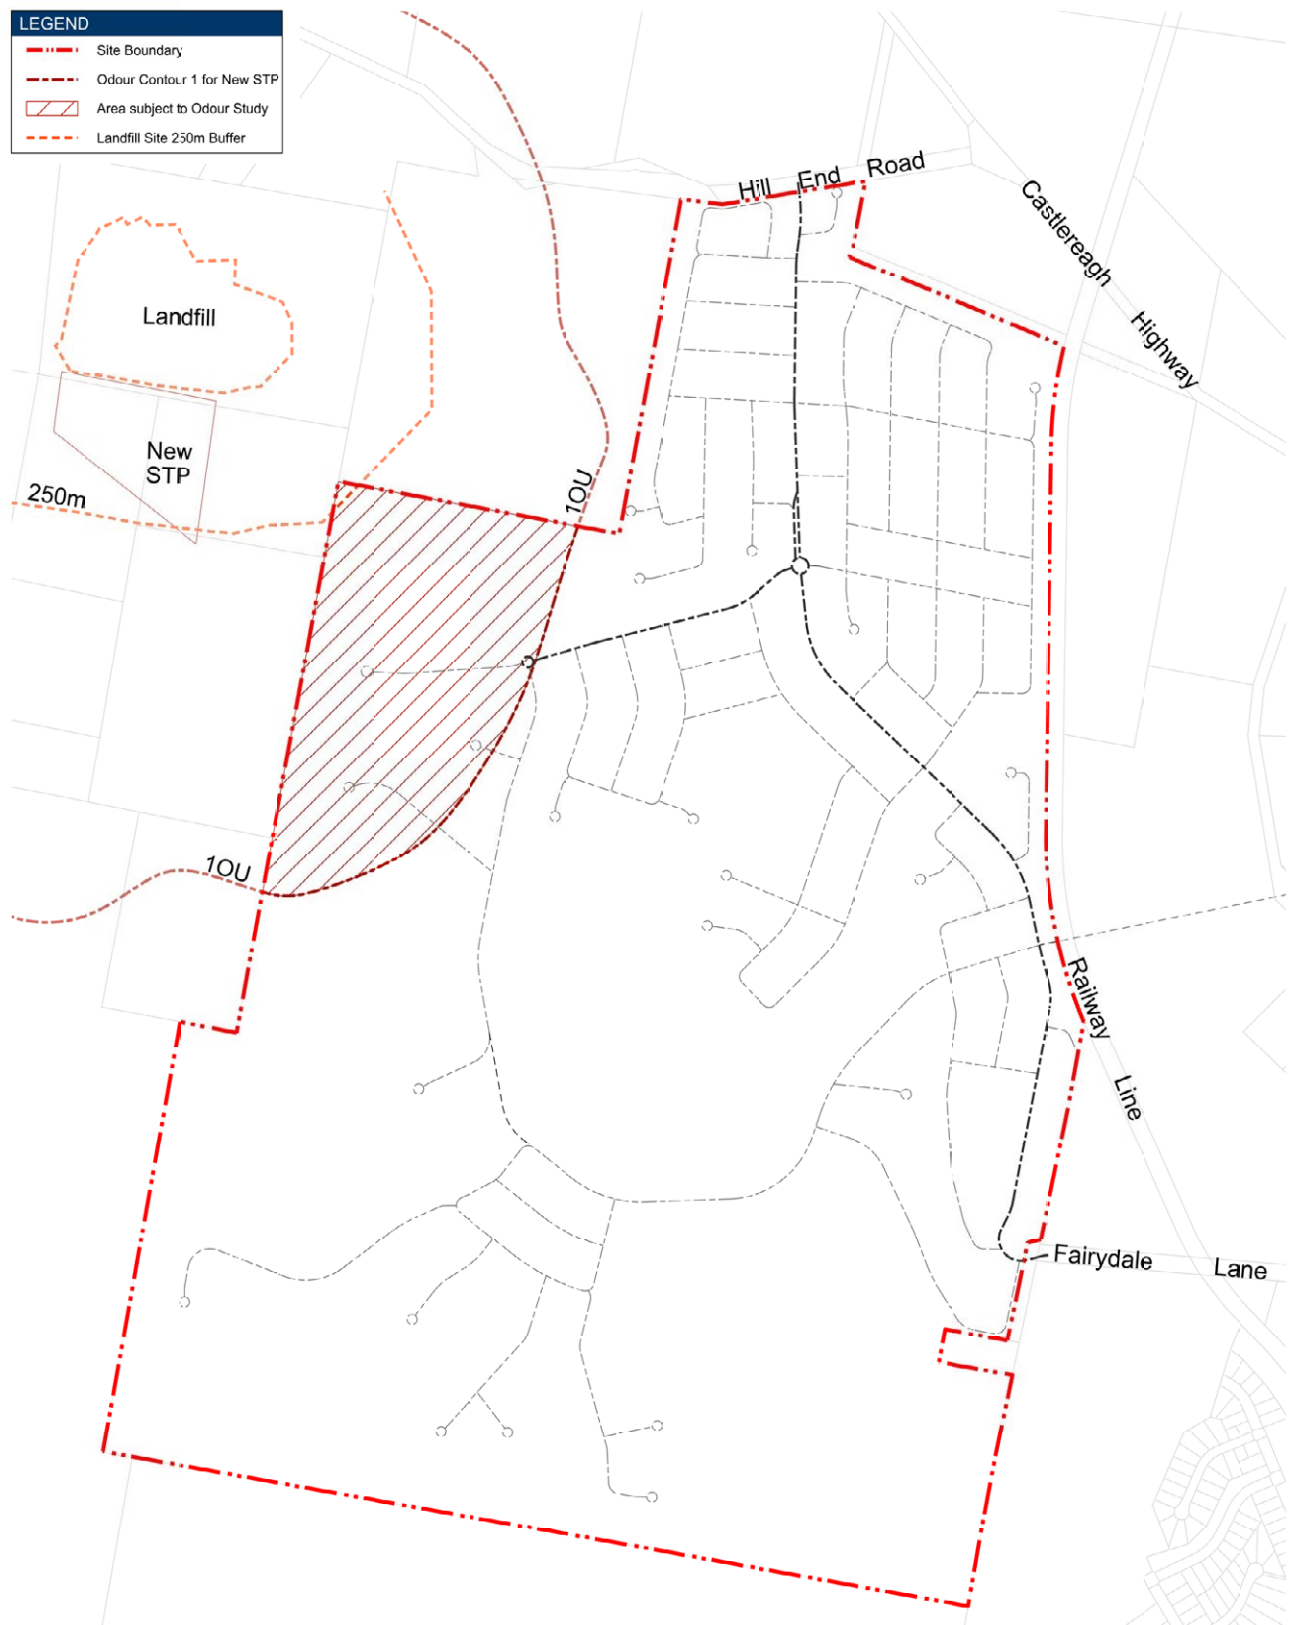 LEGEND
Site Boundary
Odour Contour 1 for New STP
Area subject to Odour Study
Landfill Site 250m Buffer
Hill End Road
Castlereagh
Highway
Landfill
New
STP
250m
1OU
1OU
Railway
Line
Fairydale Lane